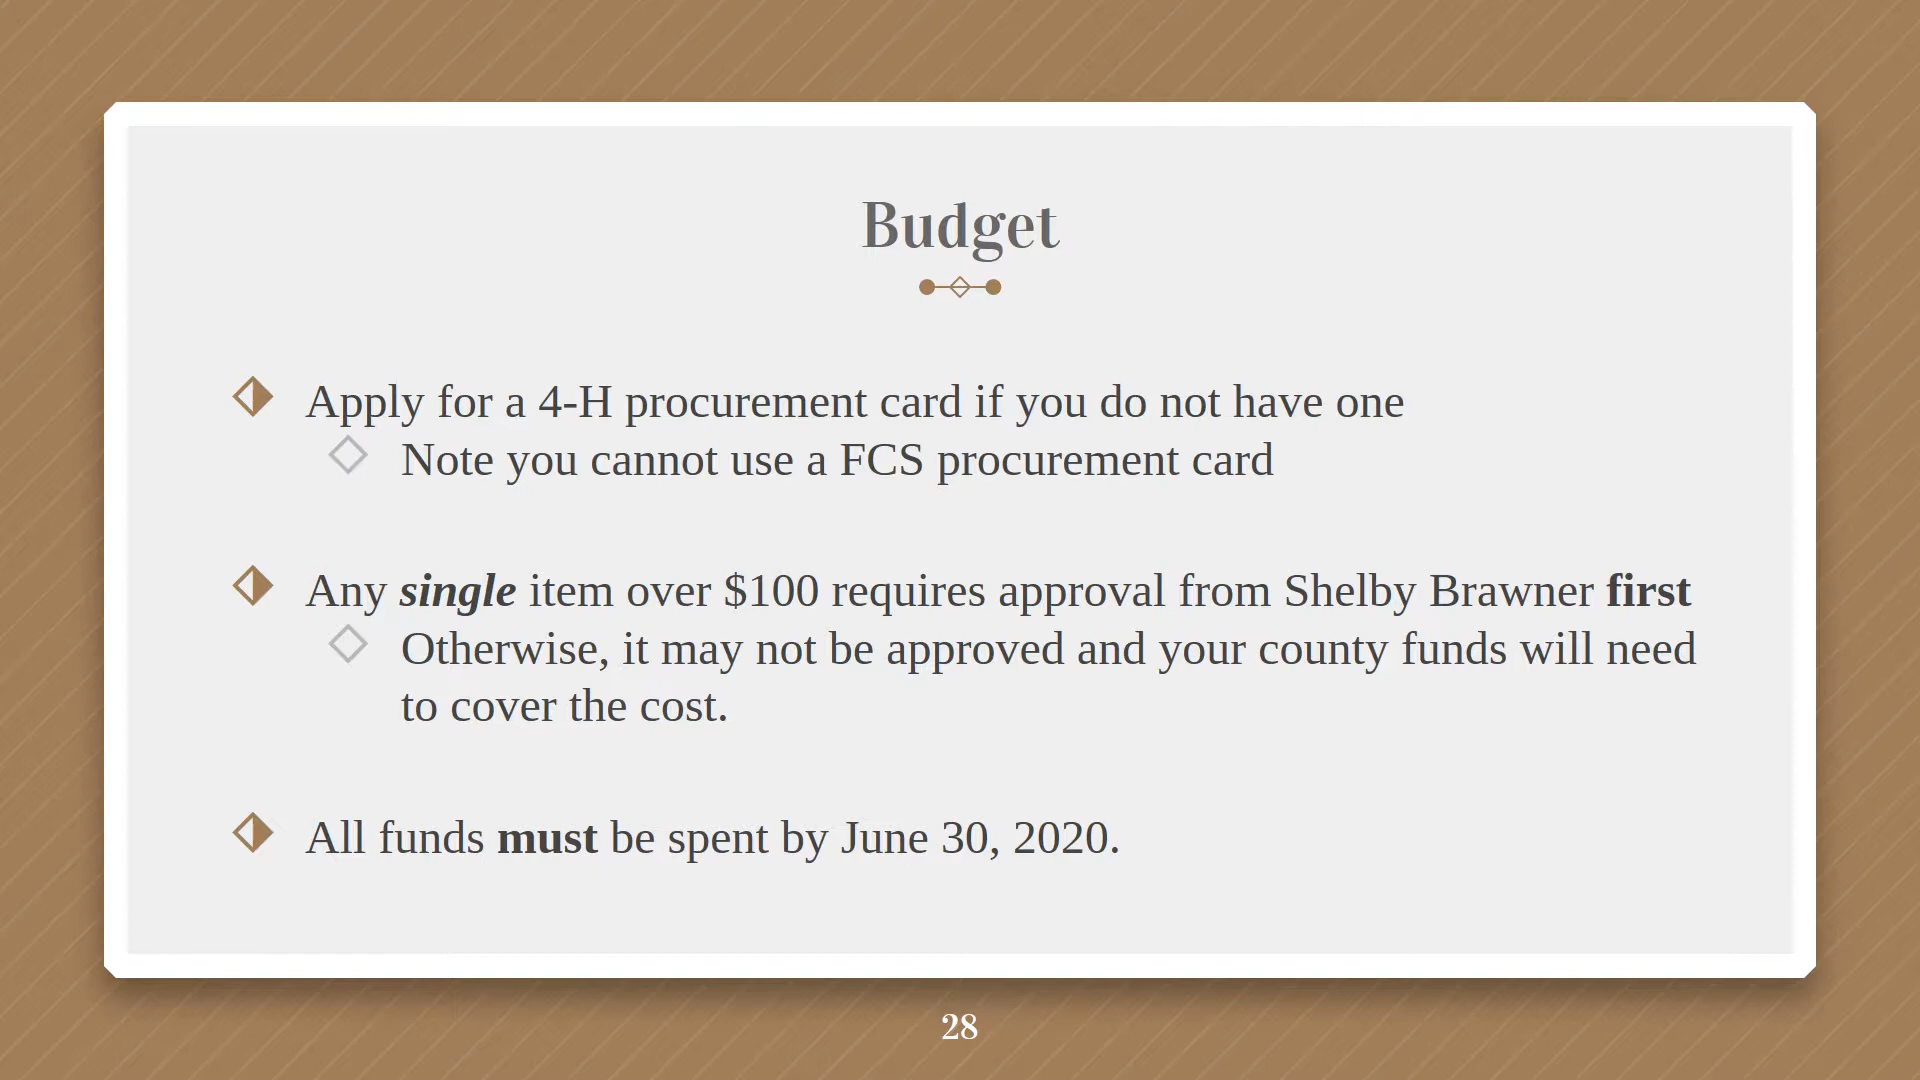 Budget
Apply for a 4-H procurement card if you do not have one
Note you cannot use a FCS procurement card
Any single item over $100 requires approval from Shelby Brawner first
Otherwise, it may not be approved and your county funds will need
to cover the cost.
All funds must be spent by June 30, 2020.
28